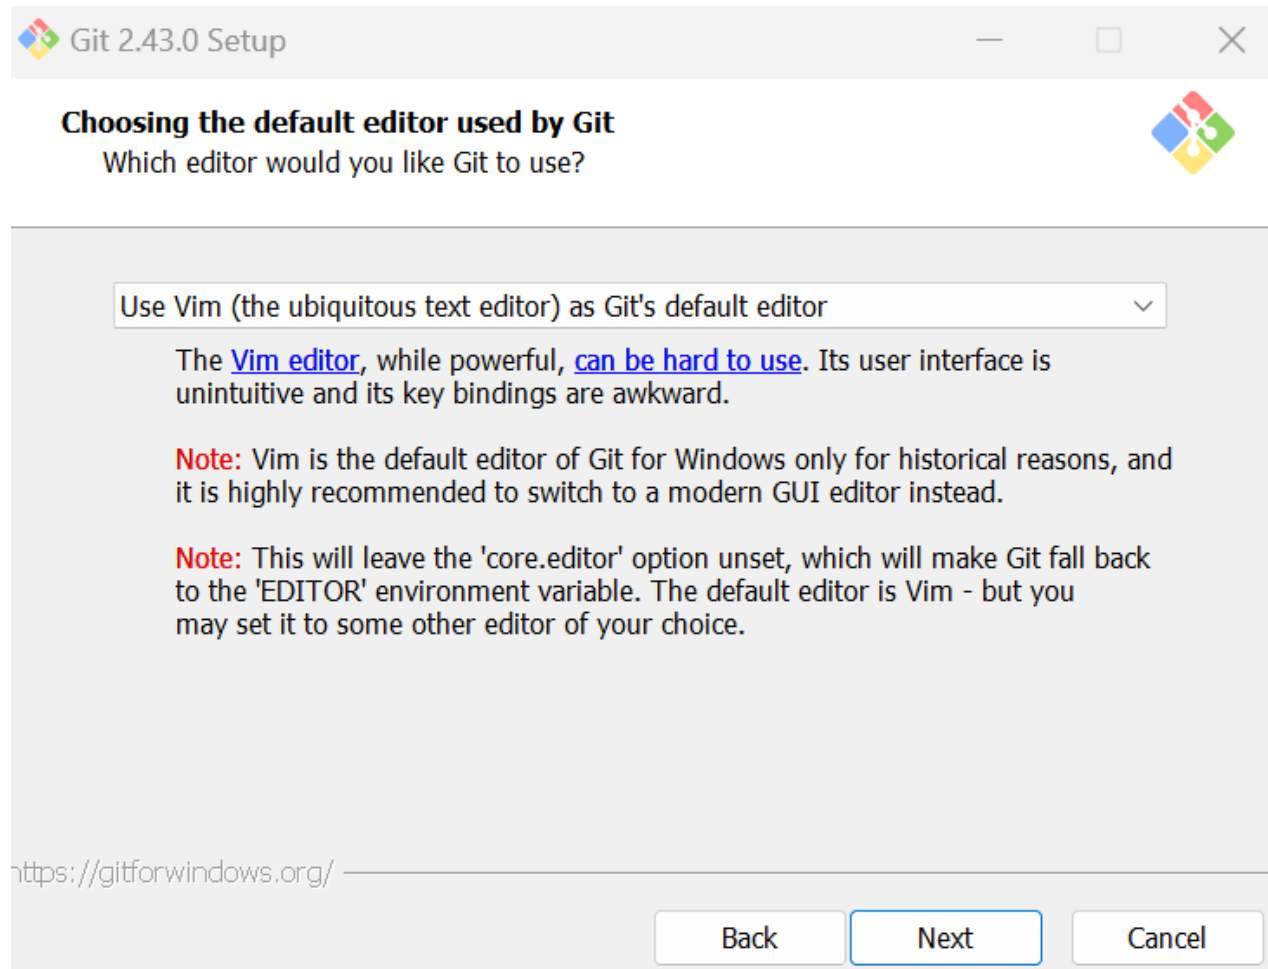 Git 2.43.0 Setup
Choosing the default editor used by Git
Which editor would you like Git to use?
Use Vim (the ubiquitous text editor) as Git's default editor
The Vim editor, while powerful, can be hard to use. Its user interface is
unintuitive and its key bindings are awkward.
Note: Vim is the default editor of Git for Windows only for historical reasons, and
it is highly recommended to switch to a modern GUI editor instead.
Note: This will leave the 'core.editor' option unset, which will make Git fall back
to the 'EDITOR' environment variable. The default editor is Vim - but you
may set it to some other editor of your choice.
https://gitforwindows.org/
Back
Next
Cancel